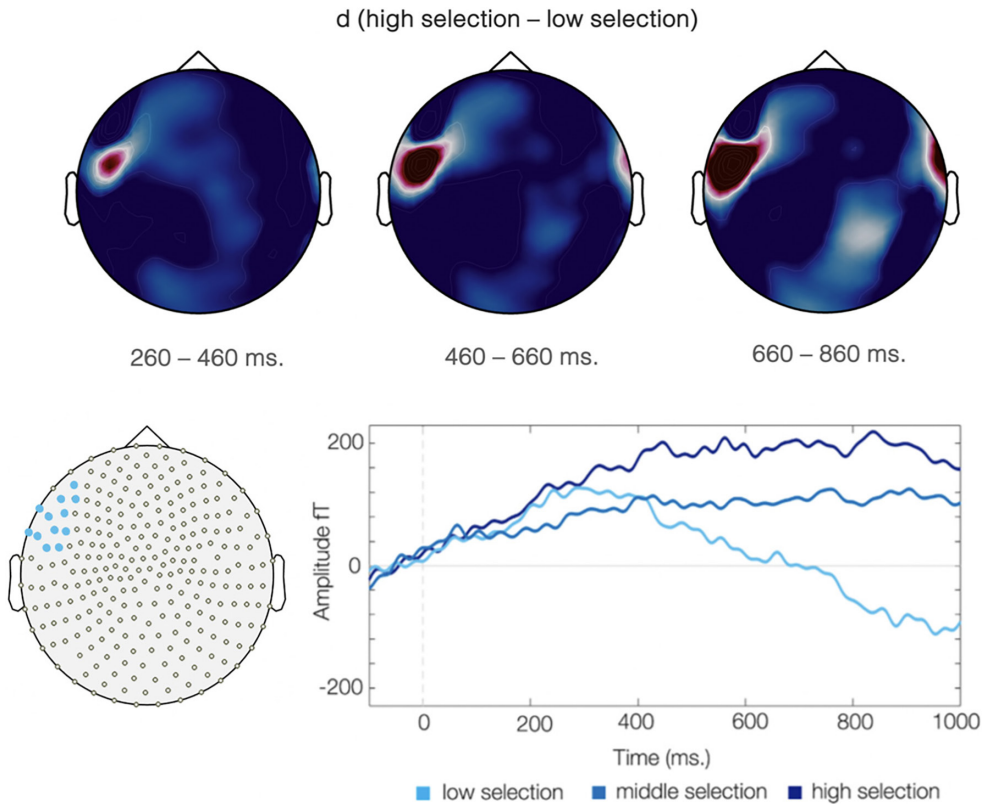 d (high selection – low selection)
260 – 460 ms.
460 – 660 ms.
660 – 860 ms.
200
0
-200
Amplitude fT
0
200
400
600
800
1000
Time (ms.)
low selection
middle selection
high selection